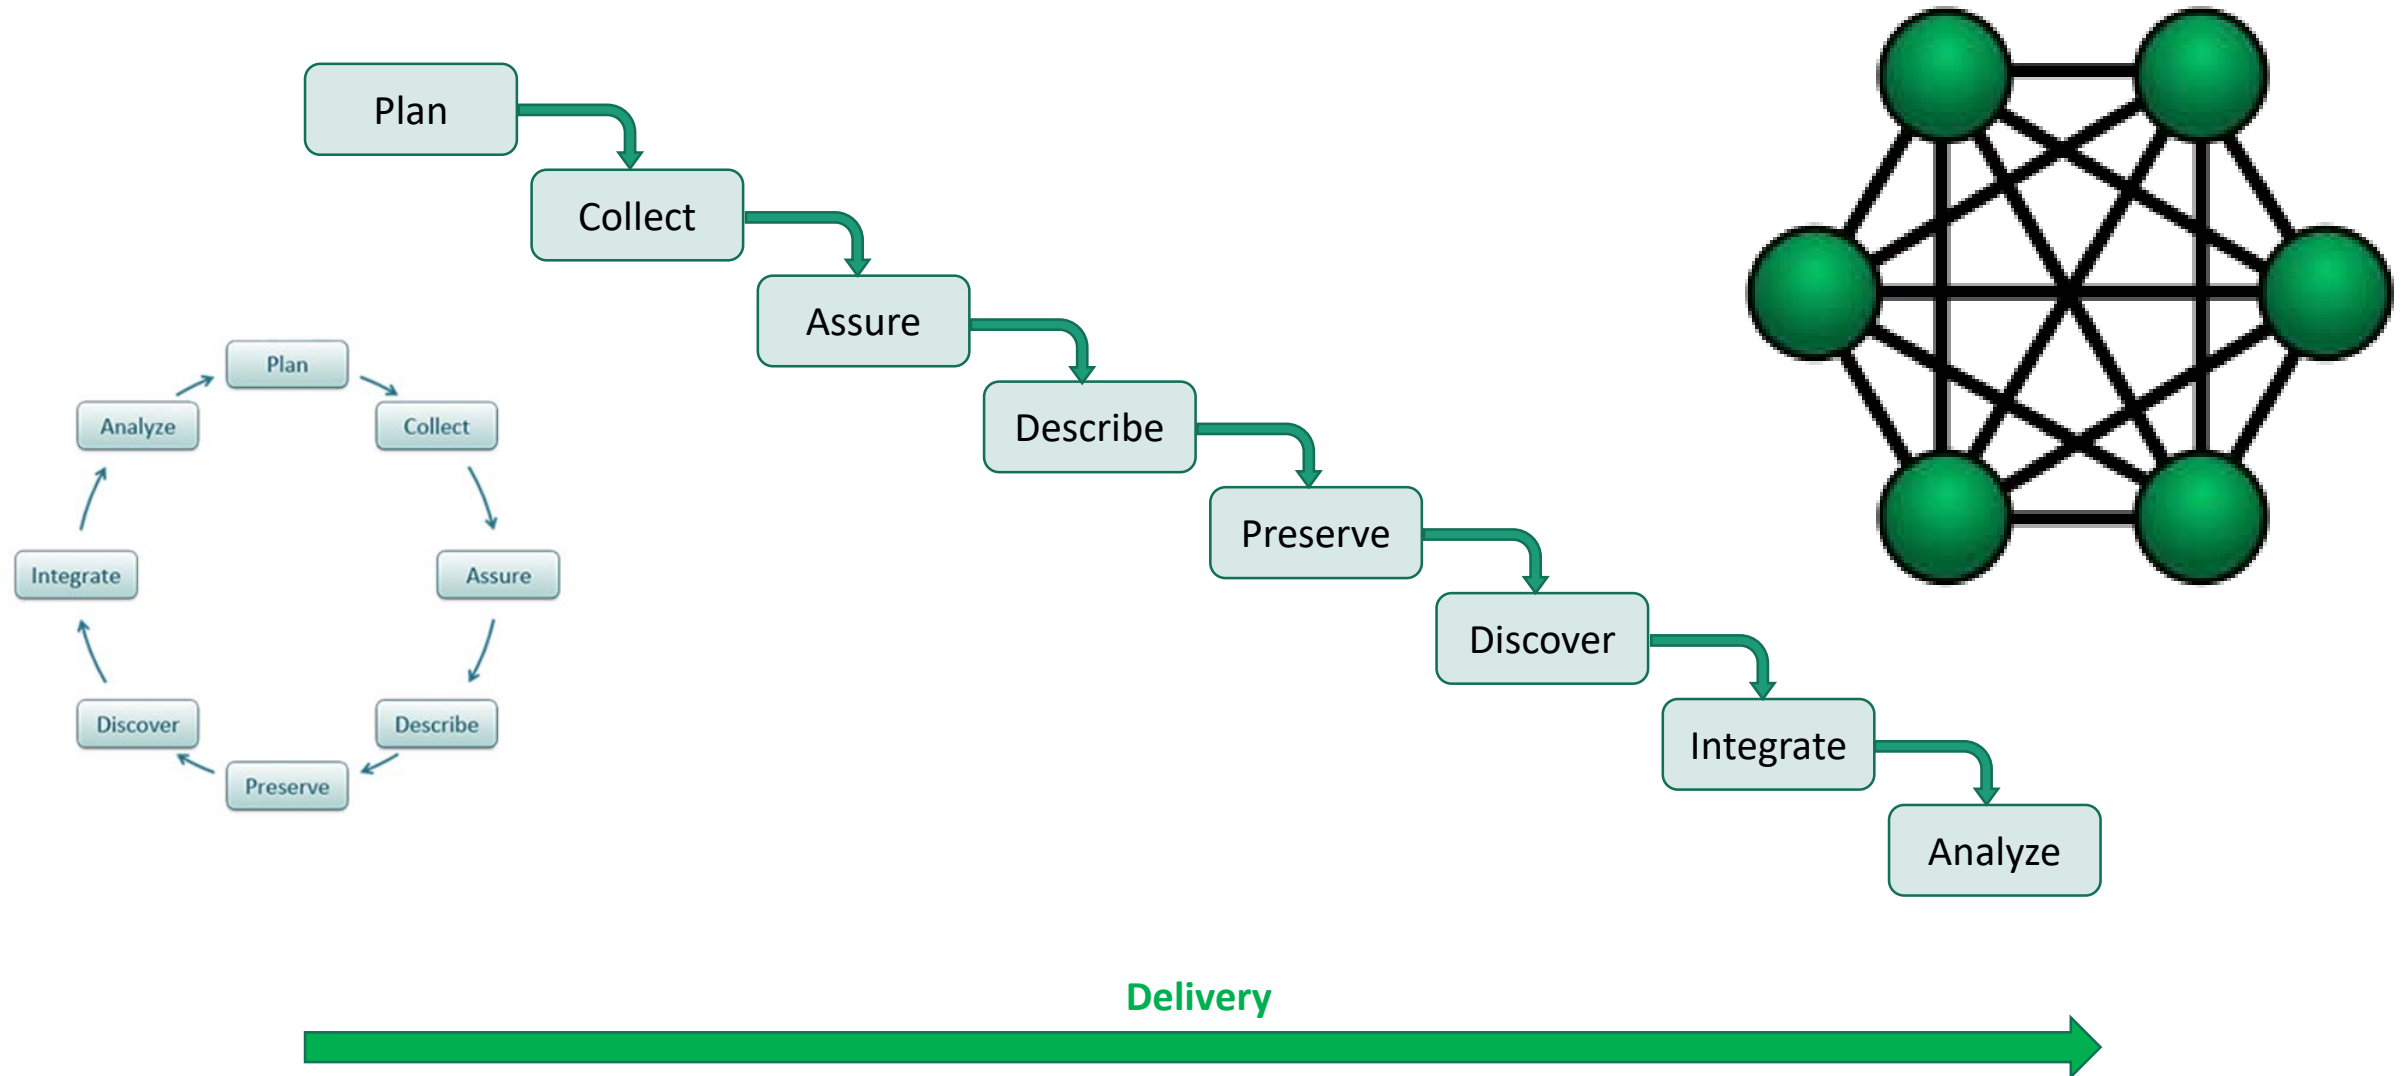 Plan
Collect
Assure
Describe
Preserve
Discover
Integrate
Analyze
Plan
Collect
Assure
Describe
Preserve
Discover
Integrate
Analyze
Delivery